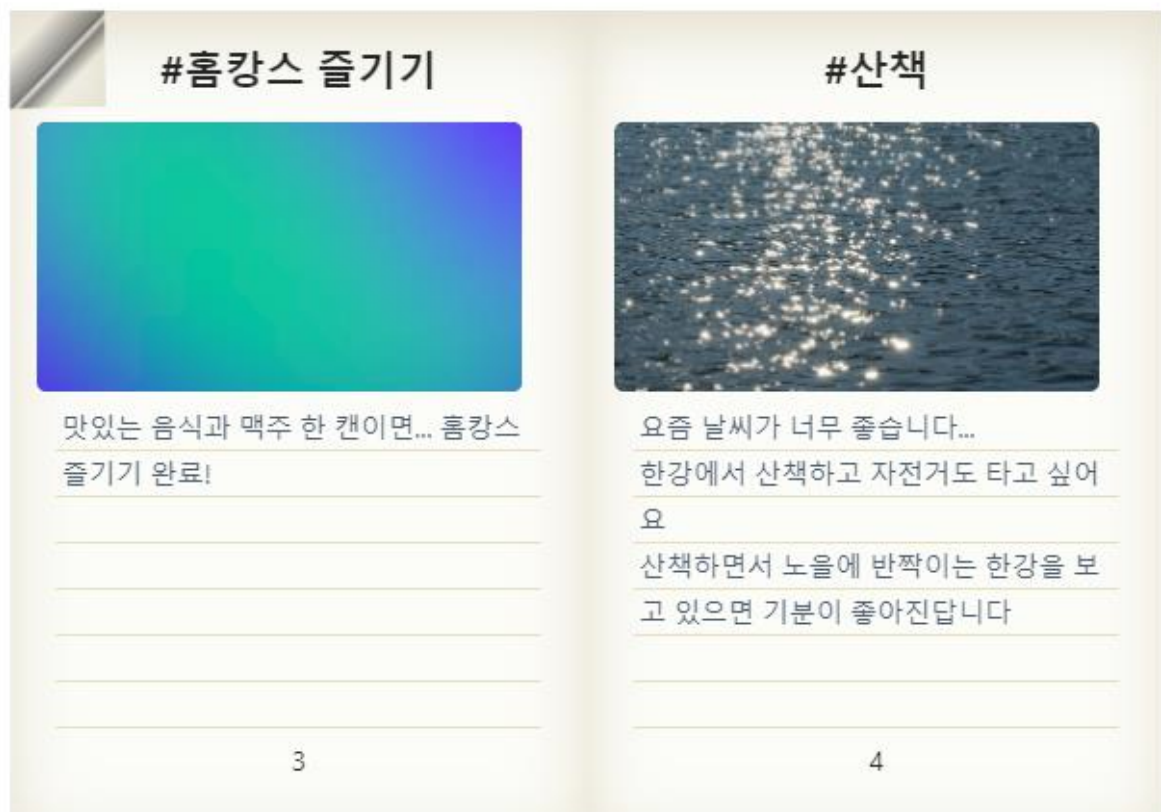 #홈캉스 즐기기
맛있는 음식과 맥주 한 캔이면... 홈캉스
즐기기 완료!
3
#산책
요즘 날씨가 너무 좋습니다...
한강에서 산책하고 자전거도 타고 싶어
요
산책하면서 노을에 반짝이는 한강을 보
고 있으면 기분이 좋아진답니다
4